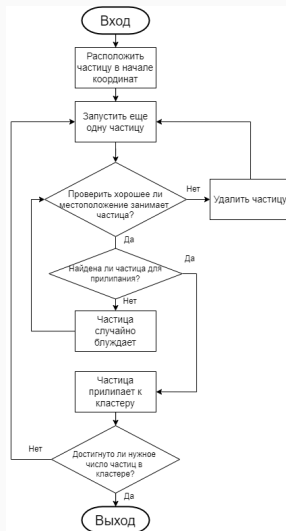 Вход
Расположить
частицу в начале
координат
Запустить еще
одну частицу
Проверить хорошее ли
местоположение занимает
частица?
Нет
Удалить частицу
Да
Найдена ли частица для
прилипания?
Да
Нет
Частица
случайно
блуждает
Частица
прилипает к
кластеру
Достигнуто ли нужное
число частиц в
кластере?
Нет
Да
Выход